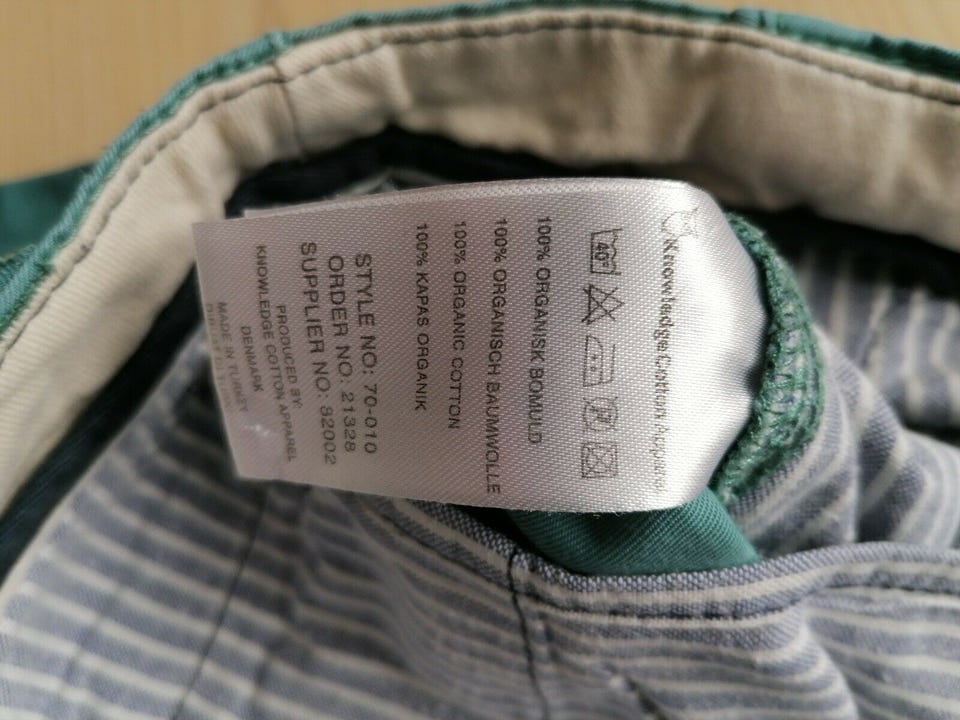 Knowledge Cotton Apparel
40°
100% ORGANISK BOMULD
100% ORGANISCH BAUMWOLLE
100% ORGANIC COTTON
100% KAPAS ORGANIK
STYLE NO: 70-010
ORDER NO: 21328
SUPPLIER NO: 82002
PRODUCED BY:
KNOWLEDGE COTTON APPAREL
DENMARK
MADE IN TURKEY